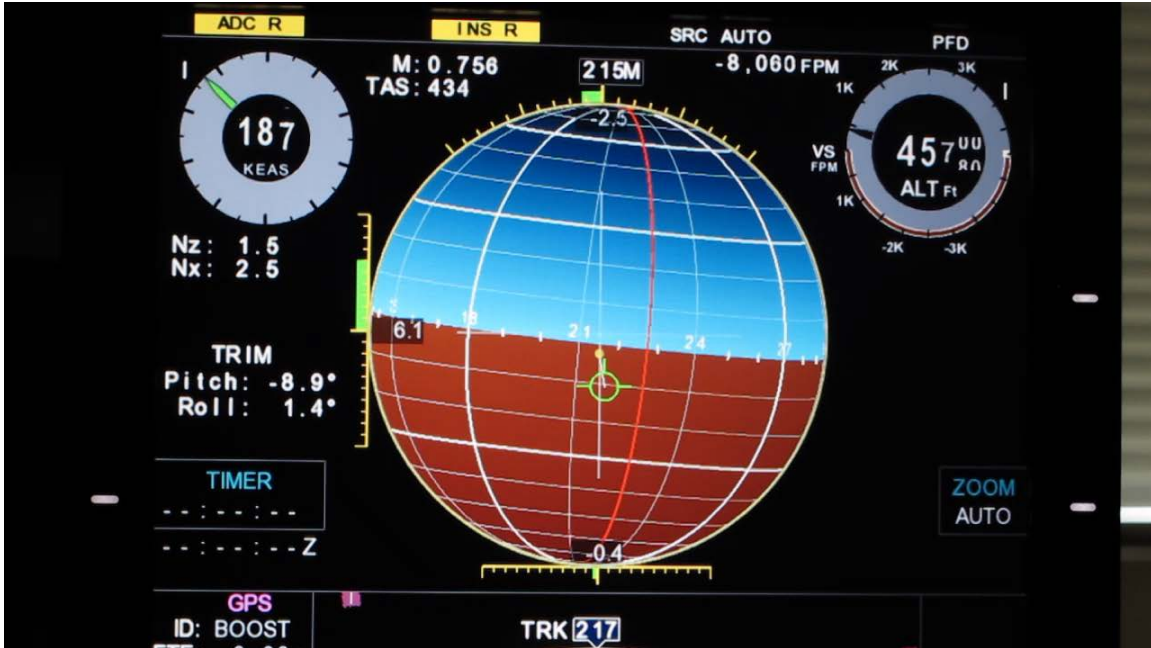 ADC R
INS R
SRC AUTO
PFD
M: 0.756
TAS: 434
215M
-8,060 FPM
187
KEAS
2K
3K
1K
VS
FPM
457 00
80
ALT Ft
1K
-2K
-3K
-2.5
Nz: 1.5
Nx: 2.5
6.1
18
21
24
27
TRIM
Pitch: -8.9°
Roll: 1.4°
TIMER
--:--:--
--:--:--Z
ZOOM
AUTO
-0.4
GPS
ID: BOOST
TRK 217